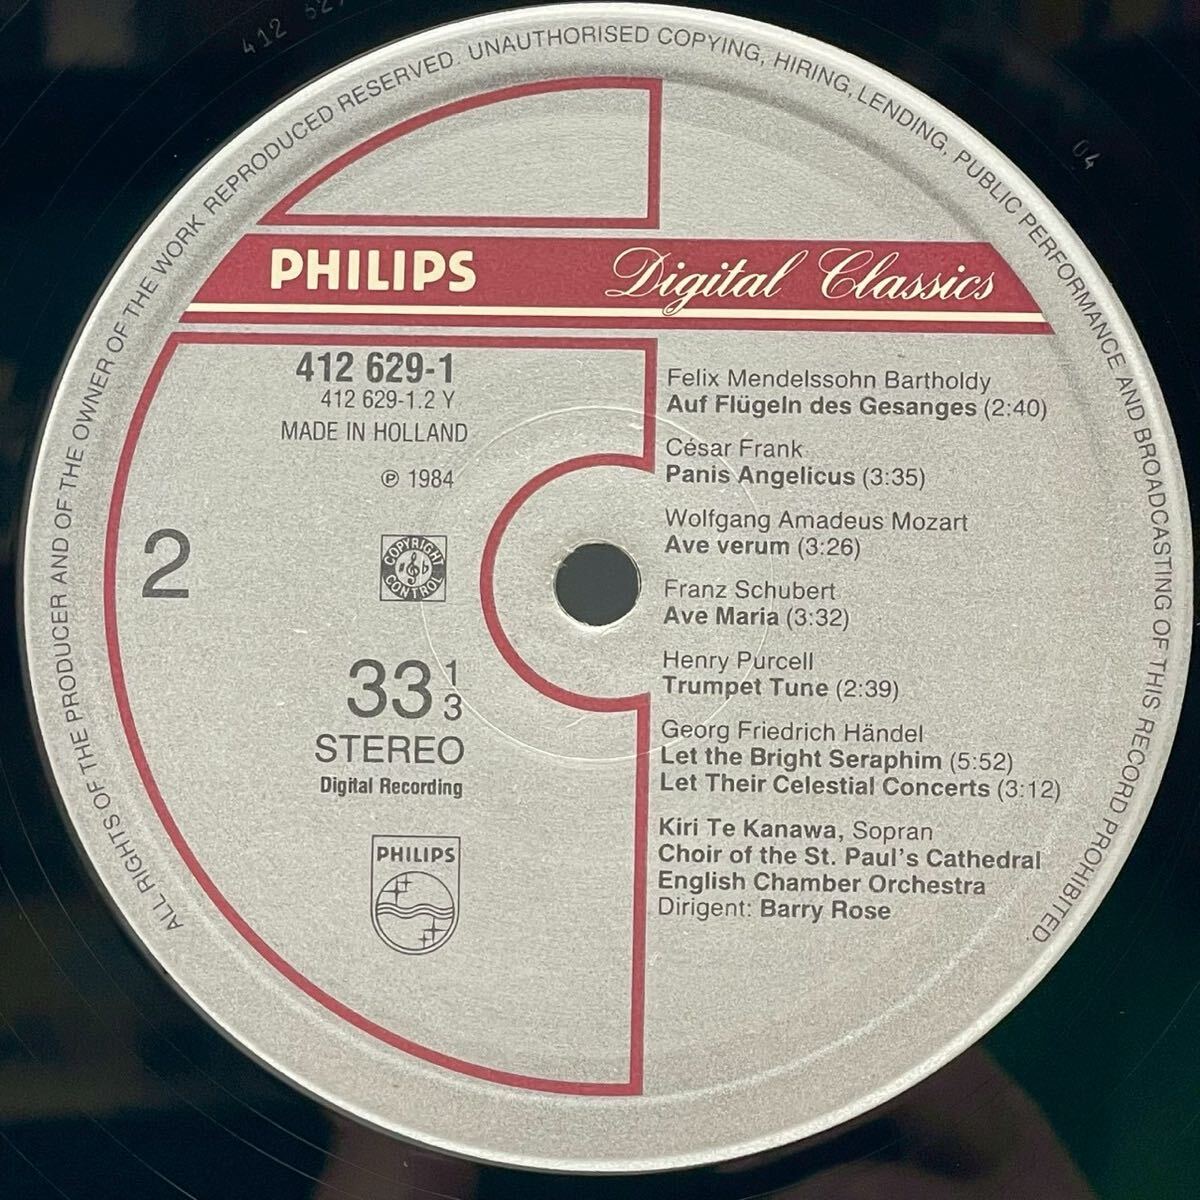 ALL RIGHTS OF THE PRODUCER AND OF THE OWNER OF THE WORK REPRODUCED RESERVED. UNAUTHORISED COPYING, HIRING, LENDING, PUBLIC PERFORMANCE AND BROADCASTING OF THIS RECORD PROHIBITED.
PHILIPS
Digital Classics
412 629-1
412 629-1.2 Y
MADE IN HOLLAND
℗ 1984
COPYRIGHT
CONTROL
2
33 1/3
STEREO
Digital Recording
PHILIPS
Felix Mendelssohn Bartholdy
Auf Flügeln des Gesanges (2:40)
César Frank
Panis Angelicus (3:35)
Wolfgang Amadeus Mozart
Ave verum (3:26)
Franz Schubert
Ave Maria (3:32)
Henry Purcell
Trumpet Tune (2:39)
Georg Friedrich Händel
Let the Bright Seraphim (5:52)
Let Their Celestial Concerts (3:12)
Kiri Te Kanawa, Sopran
Choir of the St. Paul's Cathedral
English Chamber Orchestra
Dirigent: Barry Rose
412
04